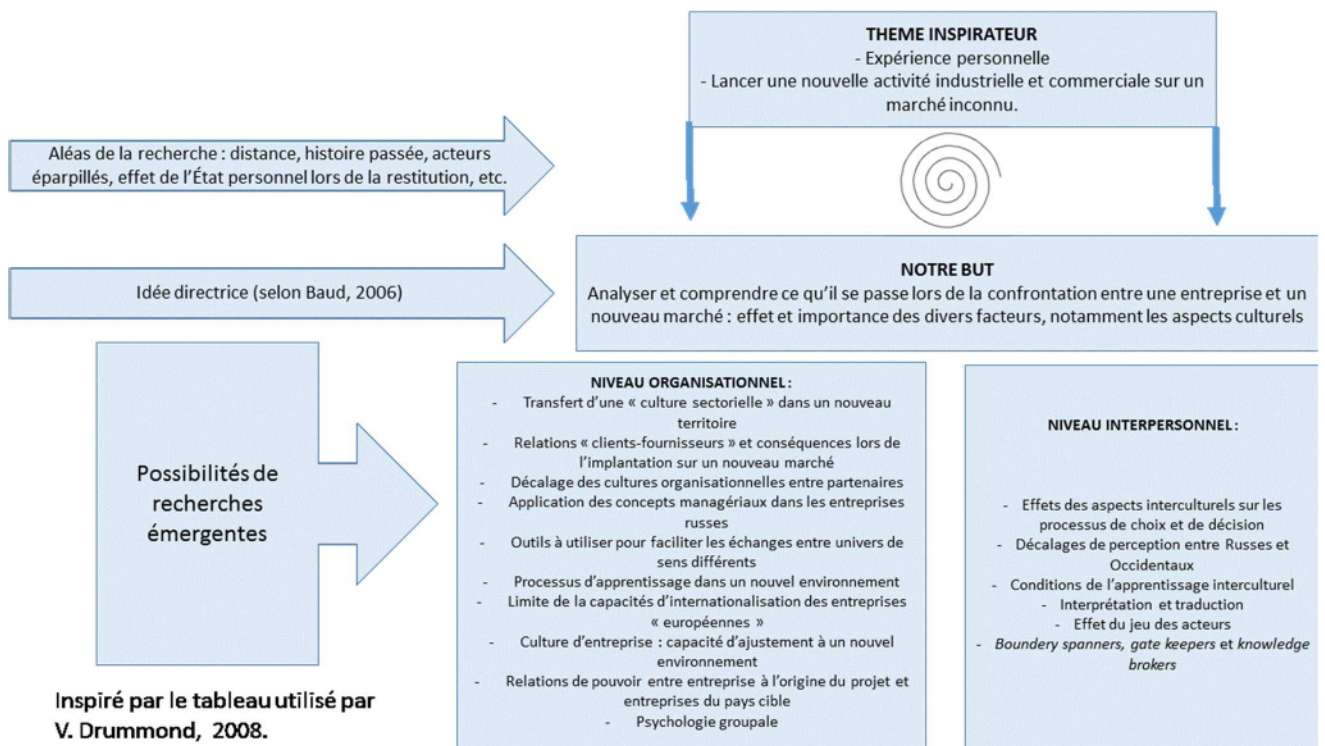 THEME INSPIRATEUR
- Expérience personnelle
- Lancer une nouvelle activité industrielle et commerciale sur un
marché inconnu.
Aléas de la recherche : distance, histoire passée, acteurs
éparpillés, effet de l'État personnel lors de la restitution, etc.
Idée directrice (selon Baud, 2006)
NOTRE BUT
Analyser et comprendre ce qu'il se passe lors de la confrontation entre une entreprise et un
nouveau marché : effet et importance des divers facteurs, notamment les aspects culturels
Possibilités de
recherches
émergentes
NIVEAU ORGANISATIONNEL :
- Transfert d'une « culture sectorielle » dans un nouveau
territoire
- Relations « clients-fournisseurs » et conséquences lors de
l'implantation sur un nouveau marché
- Décalage des cultures organisationnelles entre partenaires
- Application des concepts managériaux dans les entreprises
russes
- Outils à utiliser pour faciliter les échanges entre univers de
sens différents
- Processus d'apprentissage dans un nouvel environnement
- Limite de la capacités d'internationalisation des entreprises
« européennes »
- Culture d'entreprise : capacité d'ajustement à un nouvel
environnement
- Relations de pouvoir entre entreprise à l'origine du projet et
entreprises du pays cible
- Psychologie groupale
NIVEAU INTERPERSONNEL :
- Effets des aspects interculturels sur les
processus de choix et de décision
- Décalages de perception entre Russes et
Occidentaux
- Conditions de l'apprentissage interculturel
- Interprétation et traduction
- Effet du jeu des acteurs
- Boundery spanners, gate keepers et knowledge
brokers
Inspiré par le tableau utilisé par
V. Drummond, 2008.